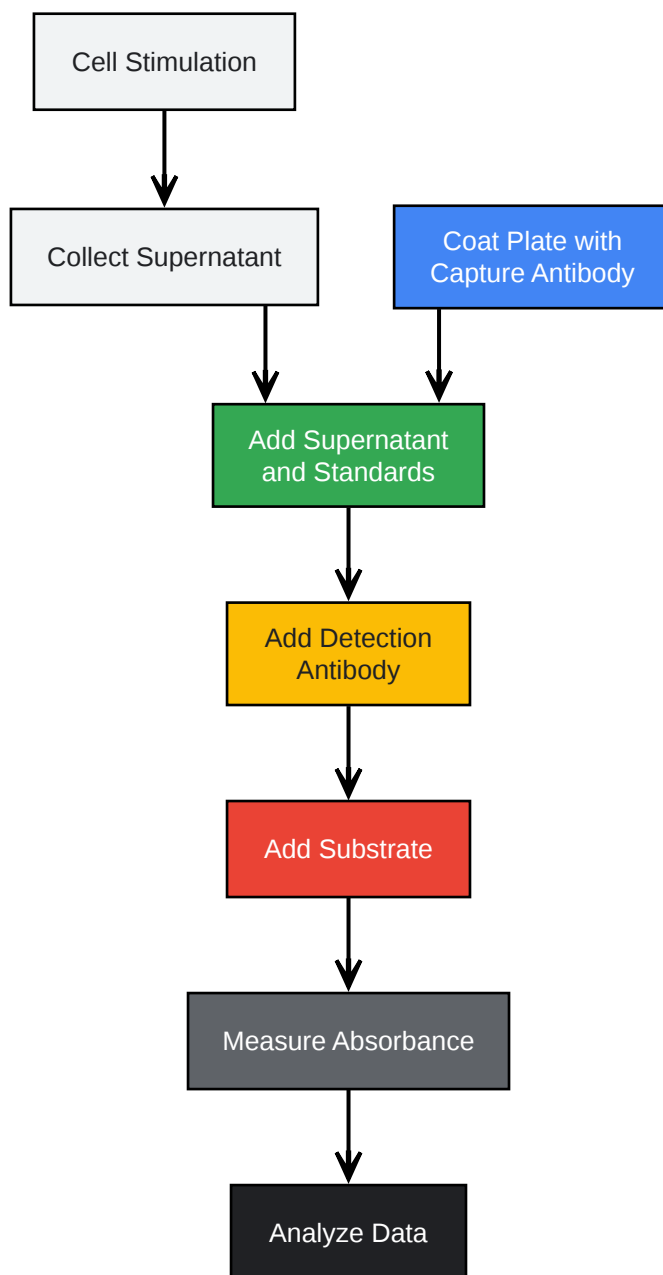 Cell Stimulation
Collect Supernatant
Coat Plate with
Capture Antibody
Add Supernatant
and Standards
Add Detection
Antibody
Add Substrate
Measure Absorbance
Analyze Data